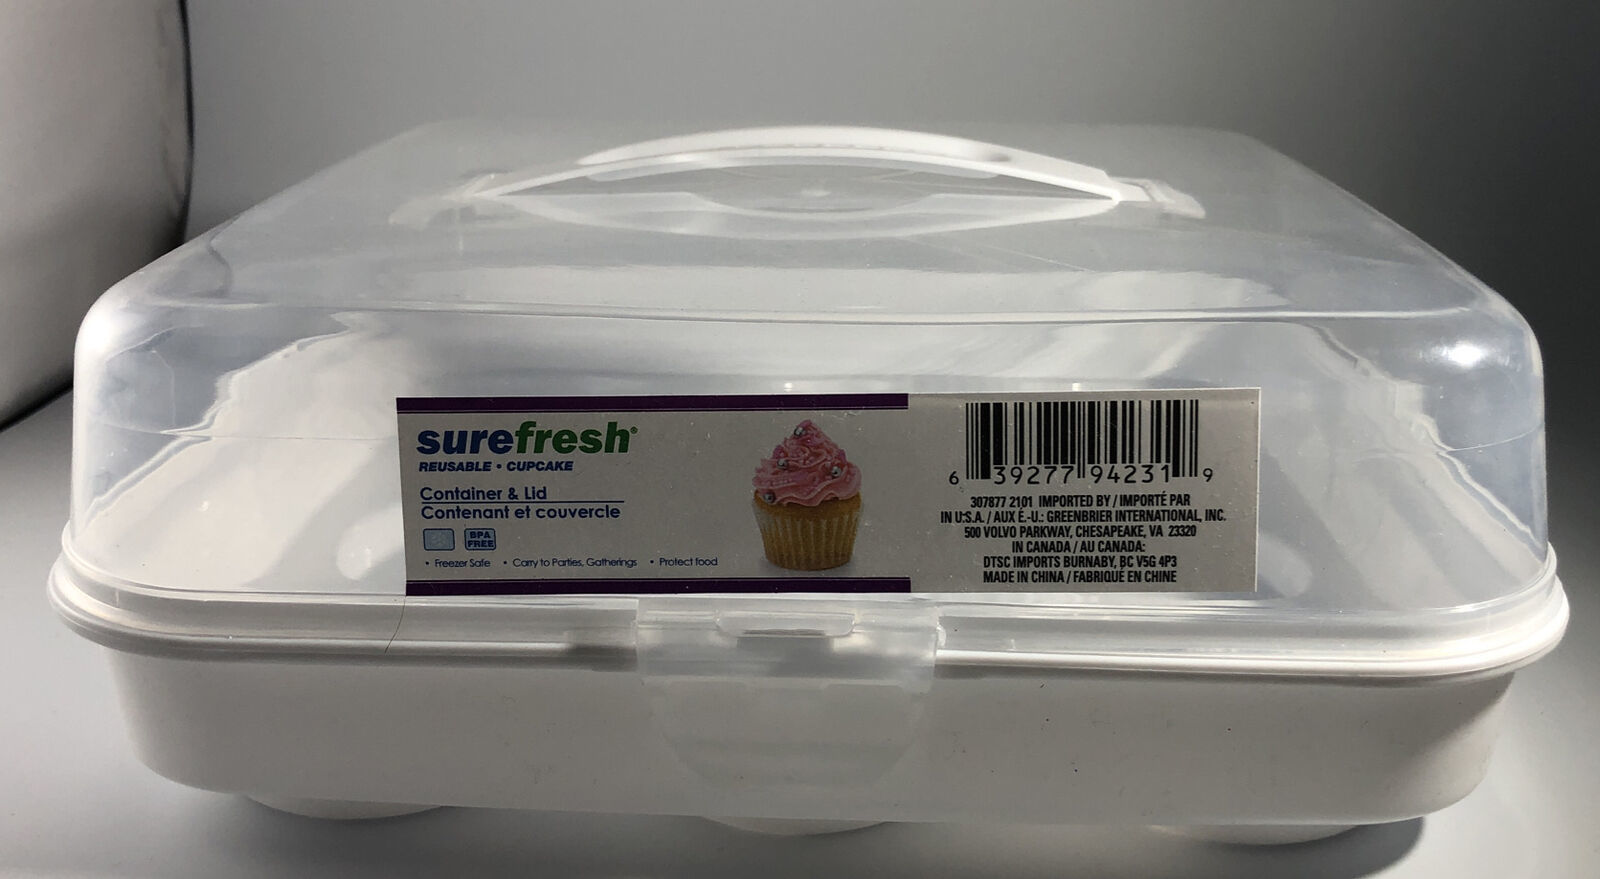 surefresh®
REUSABLE • CUPCAKE
Container & Lid
Contenant et couvercle
BPA
FREE
• Freezer Safe • Carry to Parties, Gatherings • Protect food
6 39277 94231 9
307877 2101 IMPORTED BY / IMPORTÉ PAR
IN U.S.A. / AUX É.-U.: GREENBRIER INTERNATIONAL, INC.
500 VOLVO PARKWAY, CHESAPEAKE, VA 23320
IN CANADA / AU CANADA:
DTSC IMPORTS BURNABY, BC V5G 4P3
MADE IN CHINA / FABRIQUÉ EN CHINE